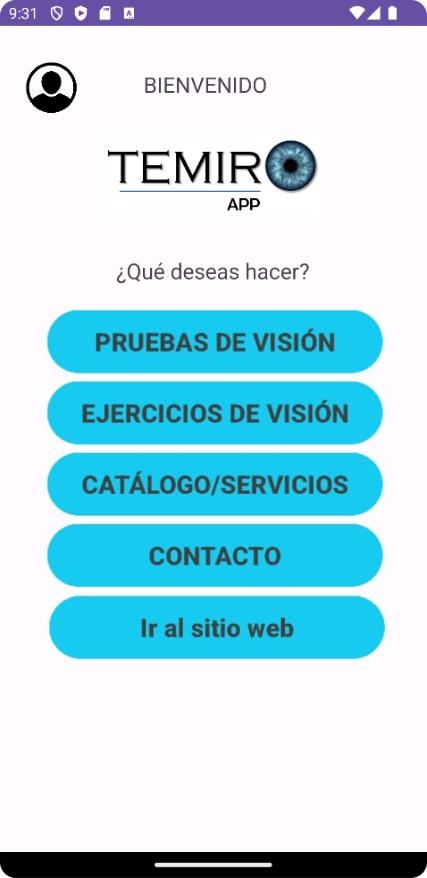 9:31
BIENVENIDO
TEMIRO
APP
¿Qué deseas hacer?
PRUEBAS DE VISIÓN
EJERCICIOS DE VISIÓN
CATÁLOGO/SERVICIOS
CONTACTO
Ir al sitio web